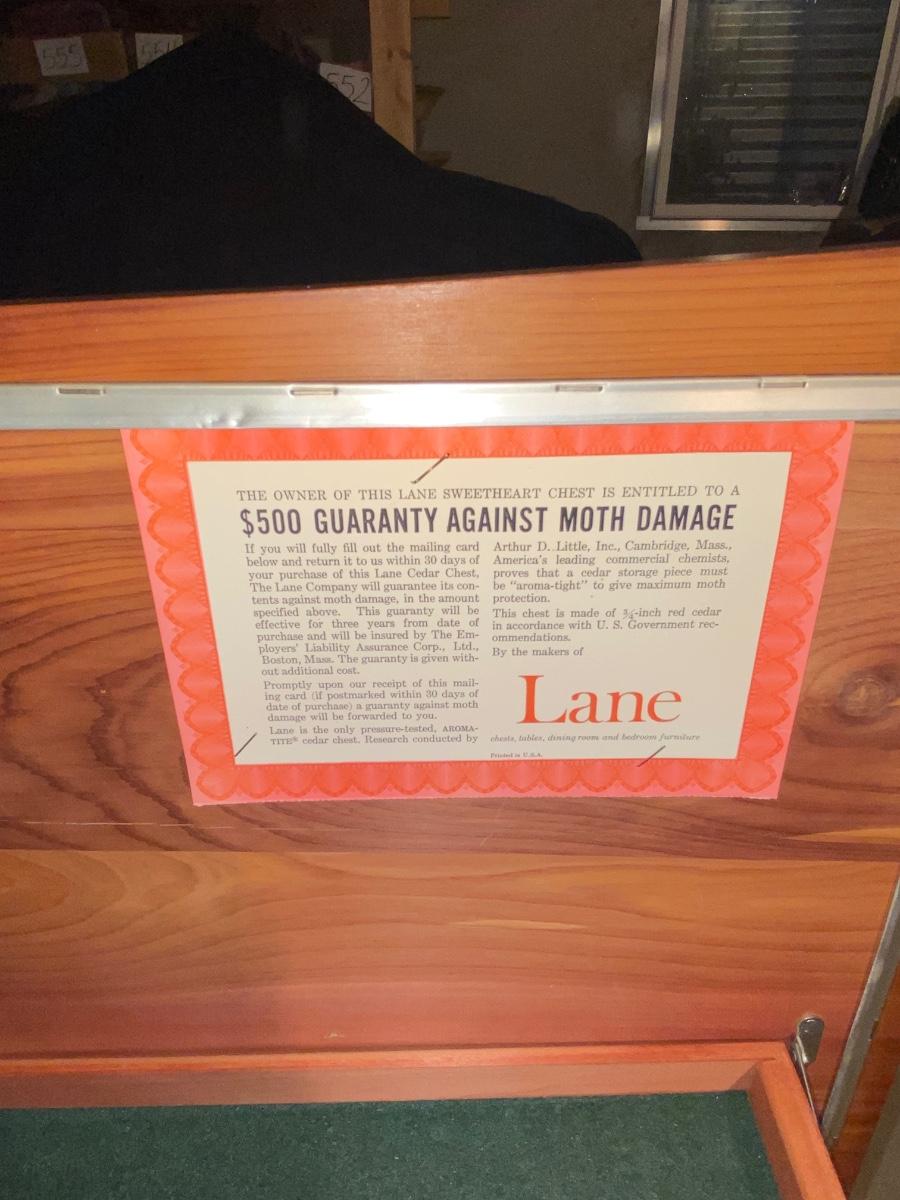 555
554
552
THE OWNER OF THIS LANE SWEETHEART CHEST IS ENTITLED TO A
$500 GUARANTY AGAINST MOTH DAMAGE
If you will fully fill out the mailing card
below and return it to us within 30 days of
your purchase of this Lane Cedar Chest,
The Lane Company will guarantee its con-
tents against moth damage, in the amount
specified above. This guaranty will be
effective for three years from date of
purchase and will be insured by The Em-
ployers' Liability Assurance Corp., Ltd.,
Boston, Mass. The guaranty is given with-
out additional cost.
Promptly upon our receipt of this mail-
ing card (if postmarked within 30 days of
date of purchase) a guaranty against moth
damage will be forwarded to you.
Lane is the only pressure-tested, AROMA-
TITE® cedar chest. Research conducted by
Arthur D. Little, Inc., Cambridge, Mass.,
America's leading commercial chemists,
proves that a cedar storage piece must
be "aroma-tight" to give maximum moth
protection.
This chest is made of ¾-inch red cedar
in accordance with U. S. Government rec-
ommendations.
By the makers of
Lane
chests, tables, dining room and bedroom furniture
Printed in U.S.A.